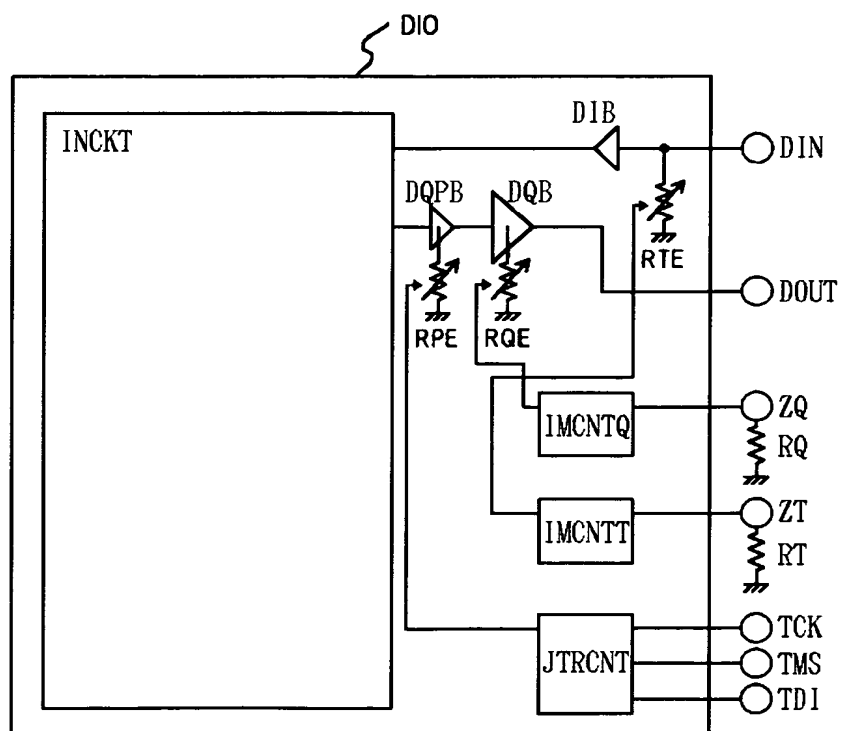 DIO
INCKT
DIB
DIN
DQPB
DQB
RTE
DOUT
RPE
RQE
IMCNTQ
ZQ
RQ
IMCNTT
ZT
RT
JTRCNT
TCK
TMS
TDI